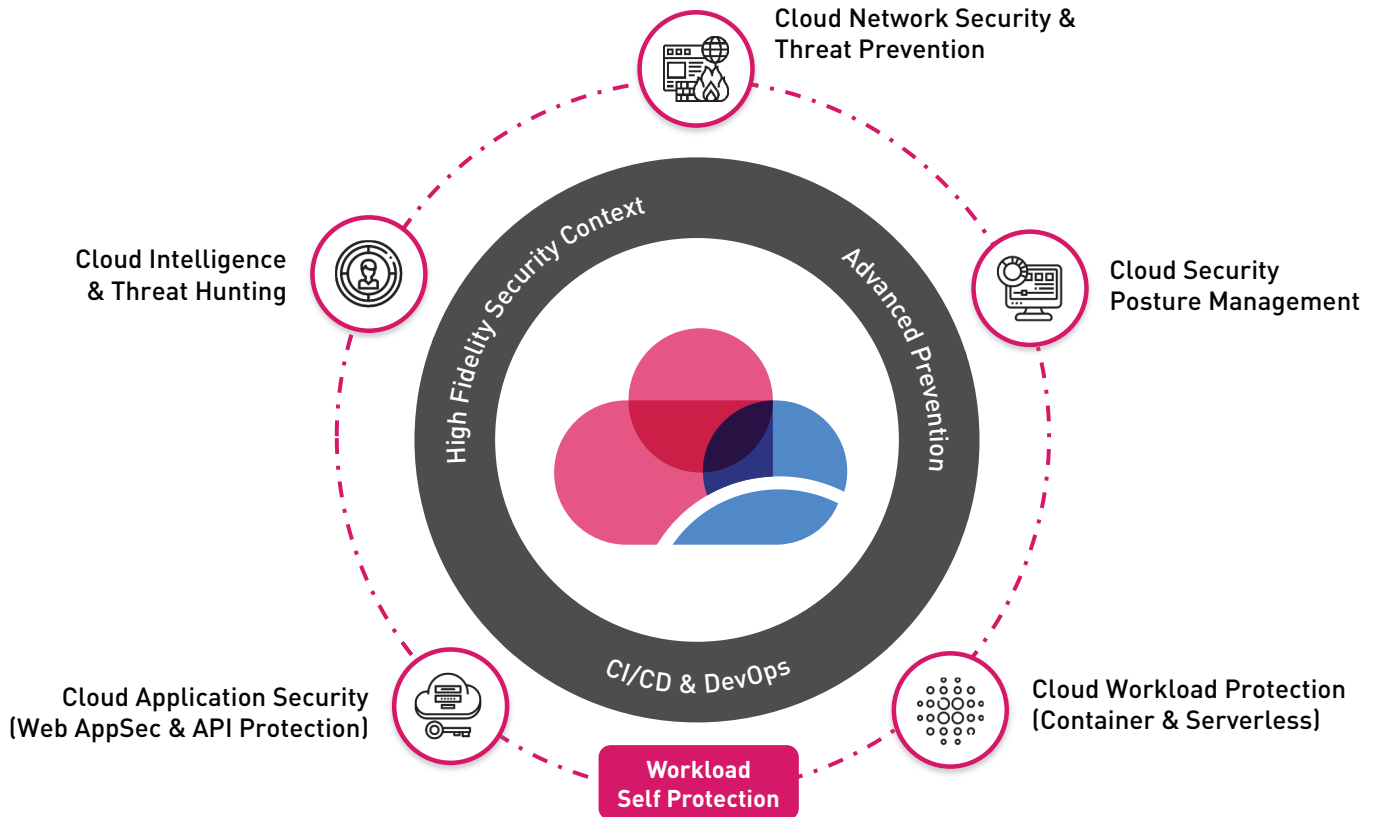 Cloud Network Security &
Threat Prevention
Cloud Intelligence
& Threat Hunting
High Fidelity Security Context
Advanced Prevention
Cloud Security
Posture Management
CI/CD & DevOps
Cloud Application Security
(Web AppSec & API Protection)
Cloud Workload Protection
(Container & Serverless)
Workload
Self Protection